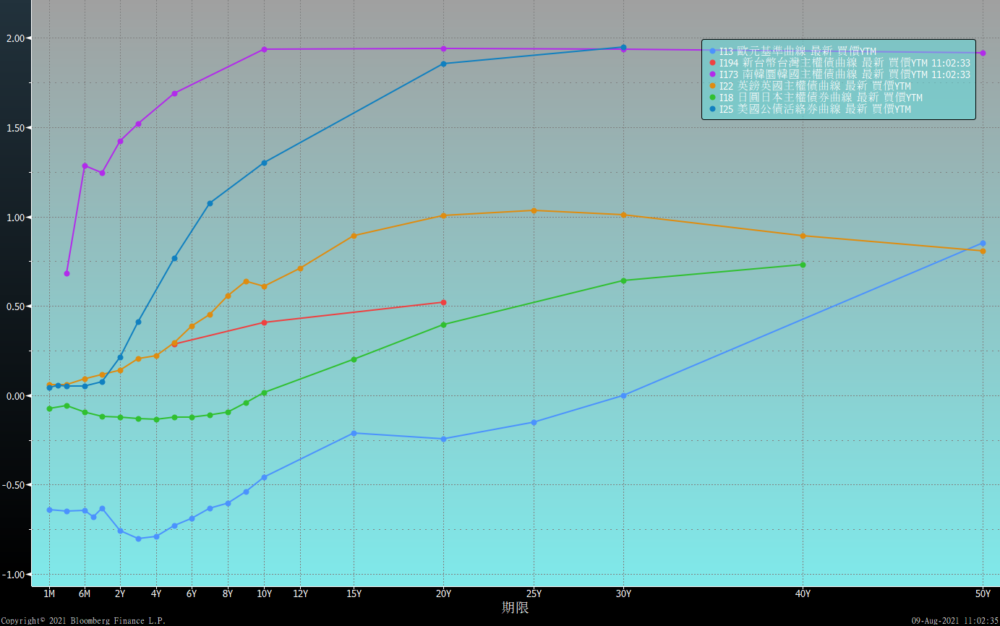 2.00
1.50
1.00
0.50
0.00
-0.50
-1.00
I13 歐元基準曲線 最新 買價YTM
I194 新台幣台灣主權債曲線 最新 買價YTM 11:02:33
I173 南韓圜韓國主權債曲線 最新 買價YTM 11:02:33
I22 英鎊英國主權債曲線 最新 買價YTM
I18 日圓日本主權債券曲線 最新 買價YTM
I25 美國公債活絡券曲線 最新 買價YTM
1M 6M 2Y 4Y 6Y 8Y 10Y 12Y 15Y 20Y 25Y 30Y 40Y 50Y
期限
Copyright© 2021 Bloomberg Finance L.P. 09-Aug-2021 11:02:35